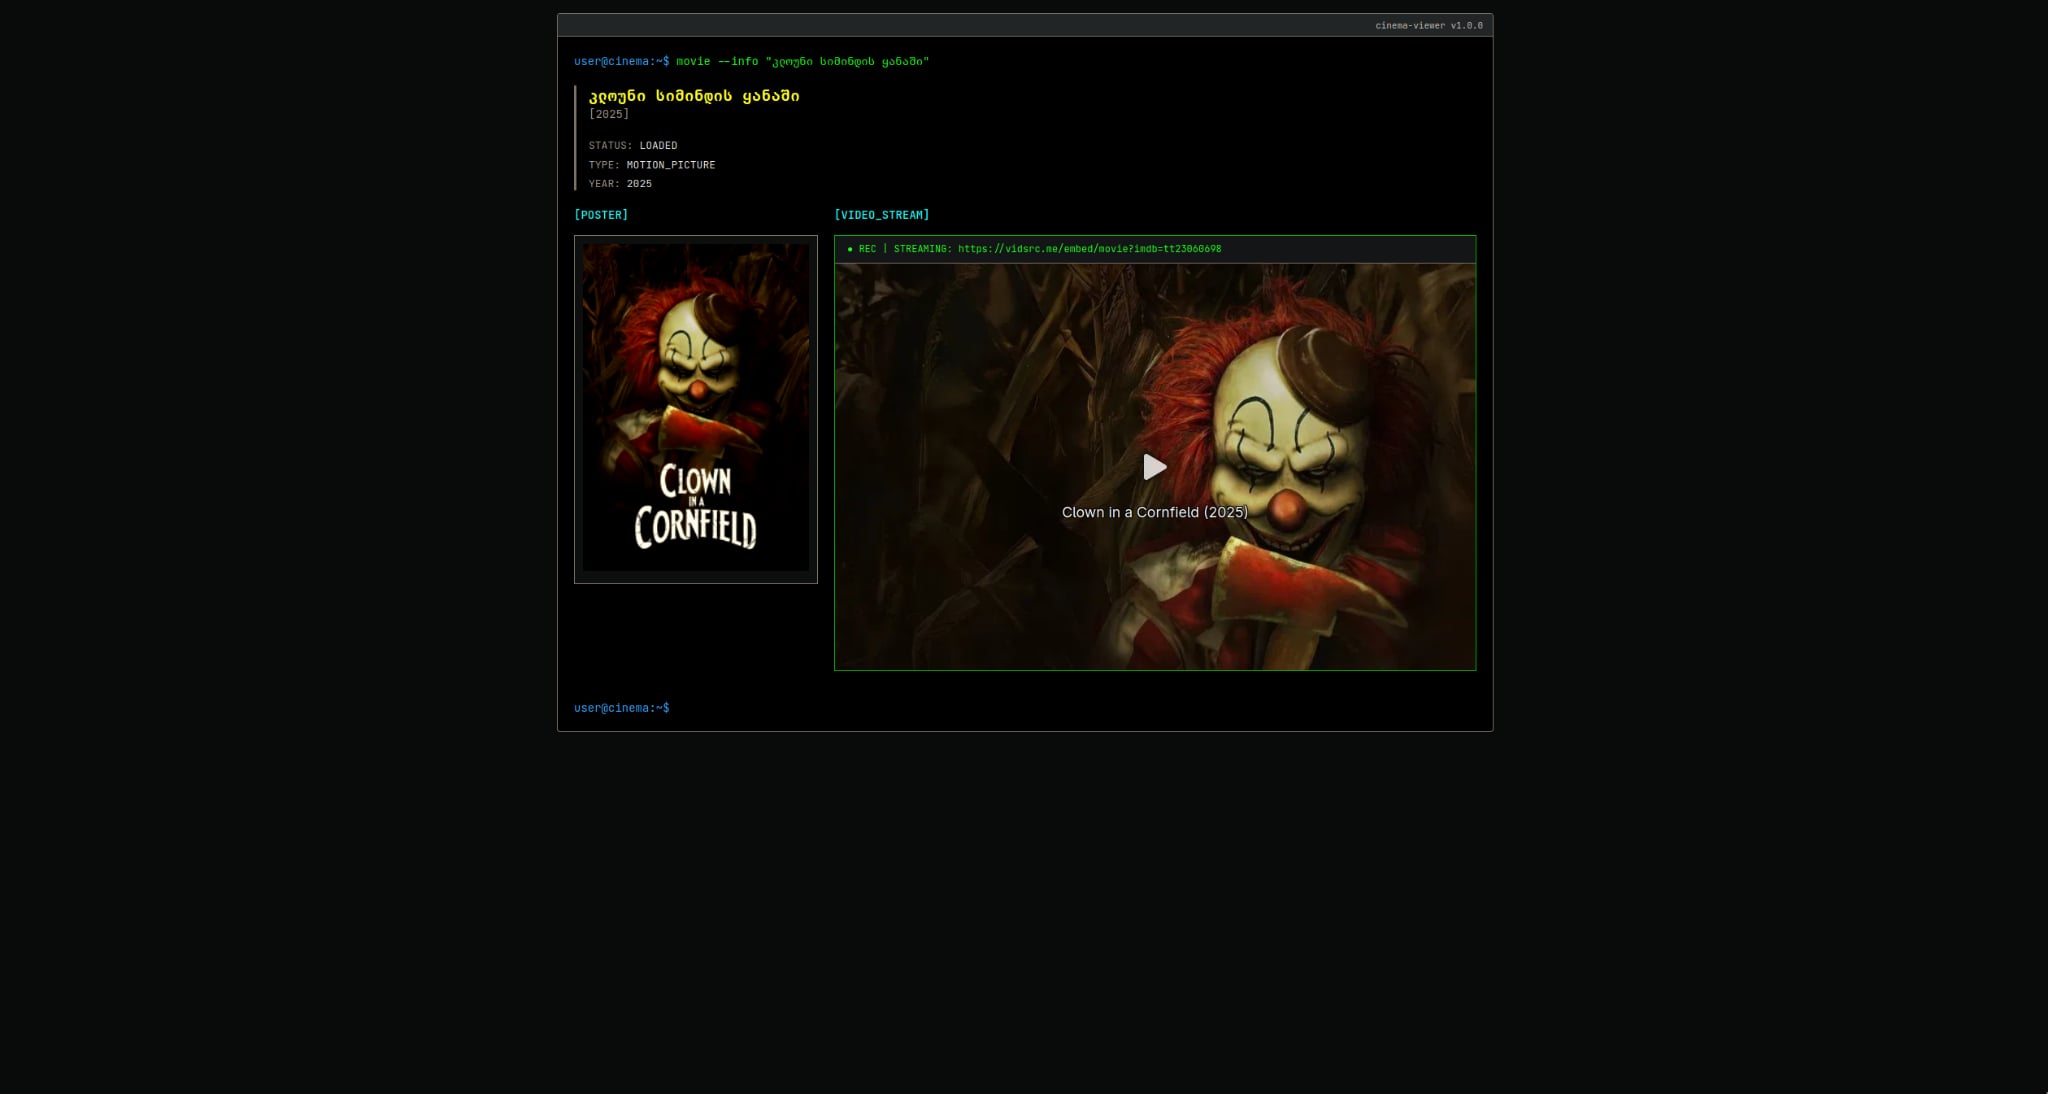 cinema-viewer v1.0.0
user@cinema:~$ movie --info "კლოუნი სიმინდის ყანაში"
კლოუნი სიმინდის ყანაში
[2025]
STATUS: LOADED
TYPE: MOTION_PICTURE
YEAR: 2025
[POSTER]
CLOWN
IN A
CORNFIELD
[VIDEO_STREAM]
● REC | STREAMING: https://vidsrc.me/embed/movie?imdb=tt23060698
Clown in a Cornfield (2025)
user@cinema:~$